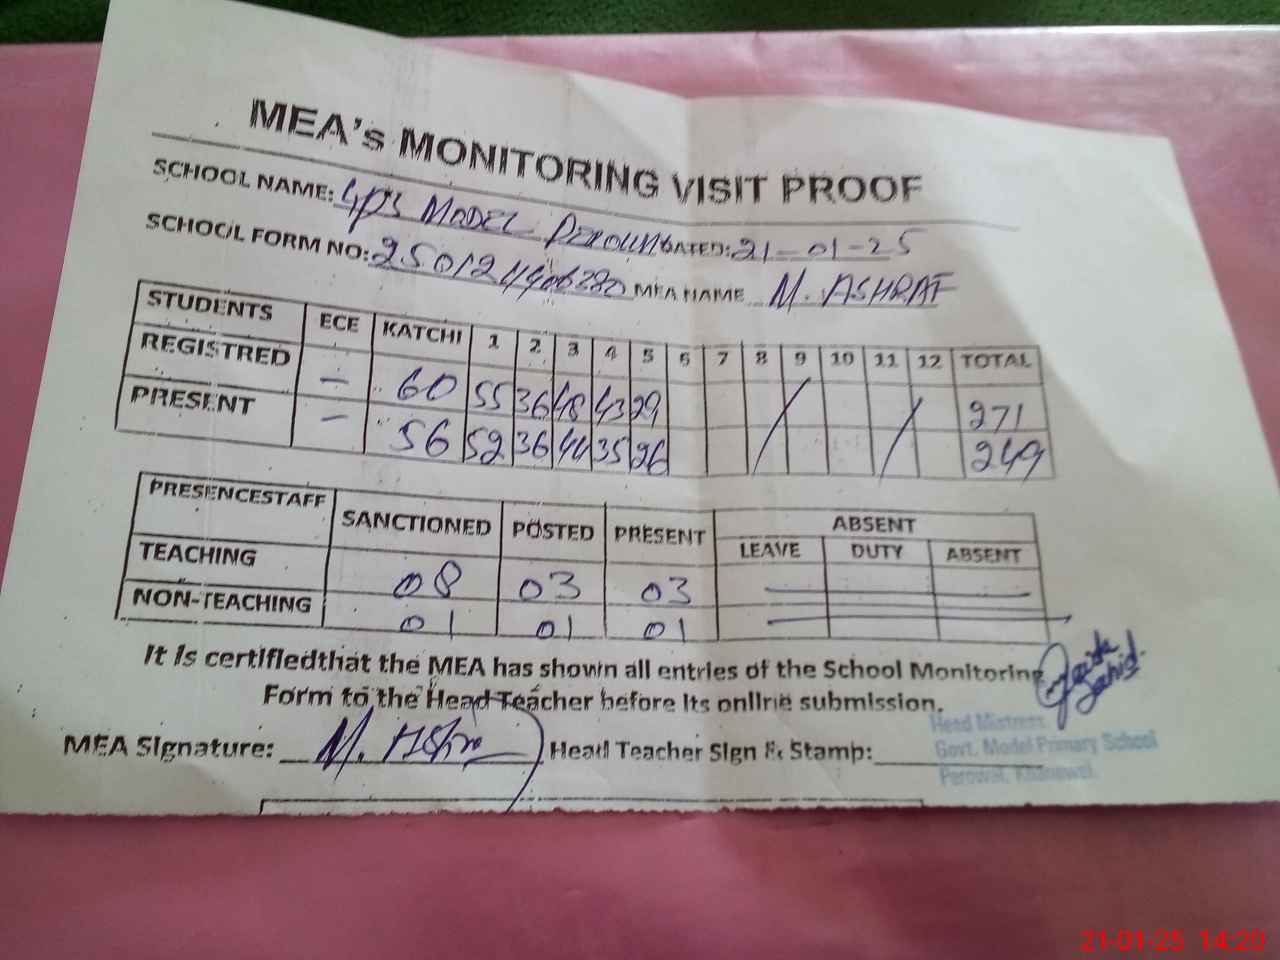 MEA's MONITORING VISIT PROOF
SCHOOL NAME: GPS MODEL DATED: 21-01-25
SCHOOL FORM NO: MEA NAME M. ASHRAF
STUDENTS ECE KATCHI 1 2 3 4 5 6 7 8 9 10 11 12 TOTAL
REGISTRED - 60 55 36 48 43 29 271
PRESENT - 56 52 36 44 35 26 249
PRESENCESTAFF SANCTIONED POSTED PRESENT ABSENT
LEAVE DUTY ABSENT
TEACHING 08 03 03
NON-TEACHING 01 01 01
It is certifiedthat the MEA has shown all entries of the School Monitoring
Form to the Head Teacher before its online submission.
MEA Signature: M. Head Teacher Sign & Stamp:
Head Mistress
Govt. Model Primary School
Perowal, Khanewal.
21-01-25 14:20